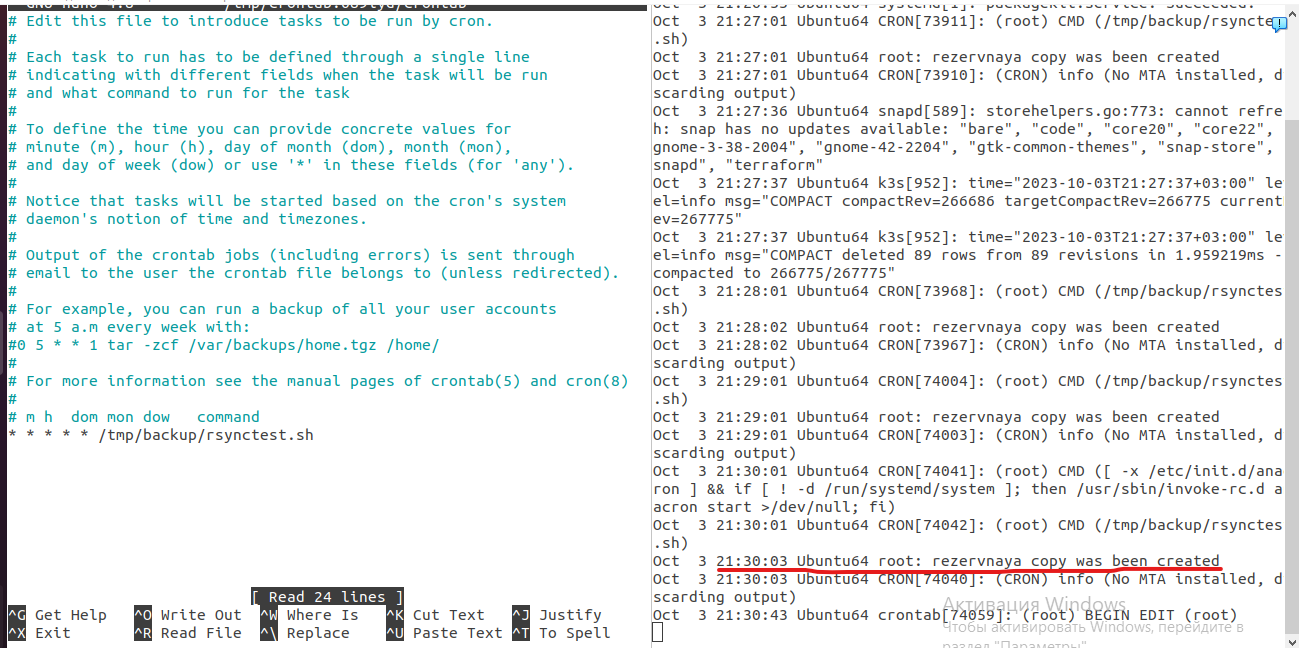 # Edit this file to introduce tasks to be run by cron.
#
# Each task to run has to be defined through a single line
# indicating with different fields when the task will be run
# and what command to run for the task
#
# To define the time you can provide concrete values for
# minute (m), hour (h), day of month (dom), month (mon),
# and day of week (dow) or use '*' in these fields (for 'any').
#
# Notice that tasks will be started based on the cron's system
# daemon's notion of time and timezones.
#
# Output of the crontab jobs (including errors) is sent through
# email to the user the crontab file belongs to (unless redirected).
#
# For example, you can run a backup of all your user accounts
# at 5 a.m every week with:
#0 5 * * 1 tar -zcf /var/backups/home.tgz /home/
#
# For more information see the manual pages of crontab(5) and cron(8)
#
# m h  dom mon dow   command
* * * * * /tmp/backup/rsynctest.sh
[ Read 24 lines ]
^G Get Help ^O Write Out ^W Where Is ^K Cut Text ^J Justify
^X Exit ^R Read File ^\ Replace ^U Paste Text ^T To Spell
Oct  3 21:27:01 Ubuntu64 CRON[73911]: (root) CMD (/tmp/backup/rsyncte
.sh)
Oct  3 21:27:01 Ubuntu64 root: rezervnaya copy was been created
Oct  3 21:27:01 Ubuntu64 CRON[73910]: (CRON) info (No MTA installed, d
scarding output)
Oct  3 21:27:36 Ubuntu64 snapd[589]: storehelpers.go:773: cannot refre
h: snap has no updates available: "bare", "code", "core20", "core22",
gnome-3-38-2004", "gnome-42-2204", "gtk-common-themes", "snap-store",
snapd", "terraform"
Oct  3 21:27:37 Ubuntu64 k3s[952]: time="2023-10-03T21:27:37+03:00" le
el=info msg="COMPACT compactRev=266686 targetCompactRev=266775 current
ev=267775"
Oct  3 21:27:37 Ubuntu64 k3s[952]: time="2023-10-03T21:27:37+03:00" le
el=info msg="COMPACT deleted 89 rows from 89 revisions in 1.959219ms -
compacted to 266775/267775"
Oct  3 21:28:01 Ubuntu64 CRON[73968]: (root) CMD (/tmp/backup/rsynctes
.sh)
Oct  3 21:28:02 Ubuntu64 root: rezervnaya copy was been created
Oct  3 21:28:02 Ubuntu64 CRON[73967]: (CRON) info (No MTA installed, d
scarding output)
Oct  3 21:29:01 Ubuntu64 CRON[74004]: (root) CMD (/tmp/backup/rsynctes
.sh)
Oct  3 21:29:01 Ubuntu64 root: rezervnaya copy was been created
Oct  3 21:29:01 Ubuntu64 CRON[74003]: (CRON) info (No MTA installed, d
scarding output)
Oct  3 21:30:01 Ubuntu64 CRON[74041]: (root) CMD ([ -x /etc/init.d/ana
ron ] && if [ ! -d /run/systemd/system ]; then /usr/sbin/invoke-rc.d a
acron start >/dev/null; fi)
Oct  3 21:30:01 Ubuntu64 CRON[74042]: (root) CMD (/tmp/backup/rsynctes
.sh)
Oct  3 21:30:03 Ubuntu64 root: rezervnaya copy was been created
Oct  3 21:30:03 Ubuntu64 CRON[74040]: (CRON) info (No MTA installed, d
scarding output)
Oct  3 21:30:43 Ubuntu64 crontab[74059]: (root) BEGIN EDIT (root)
Активация Windows
Чтобы активировать Windows, перейдите в
раздел "Параметры"